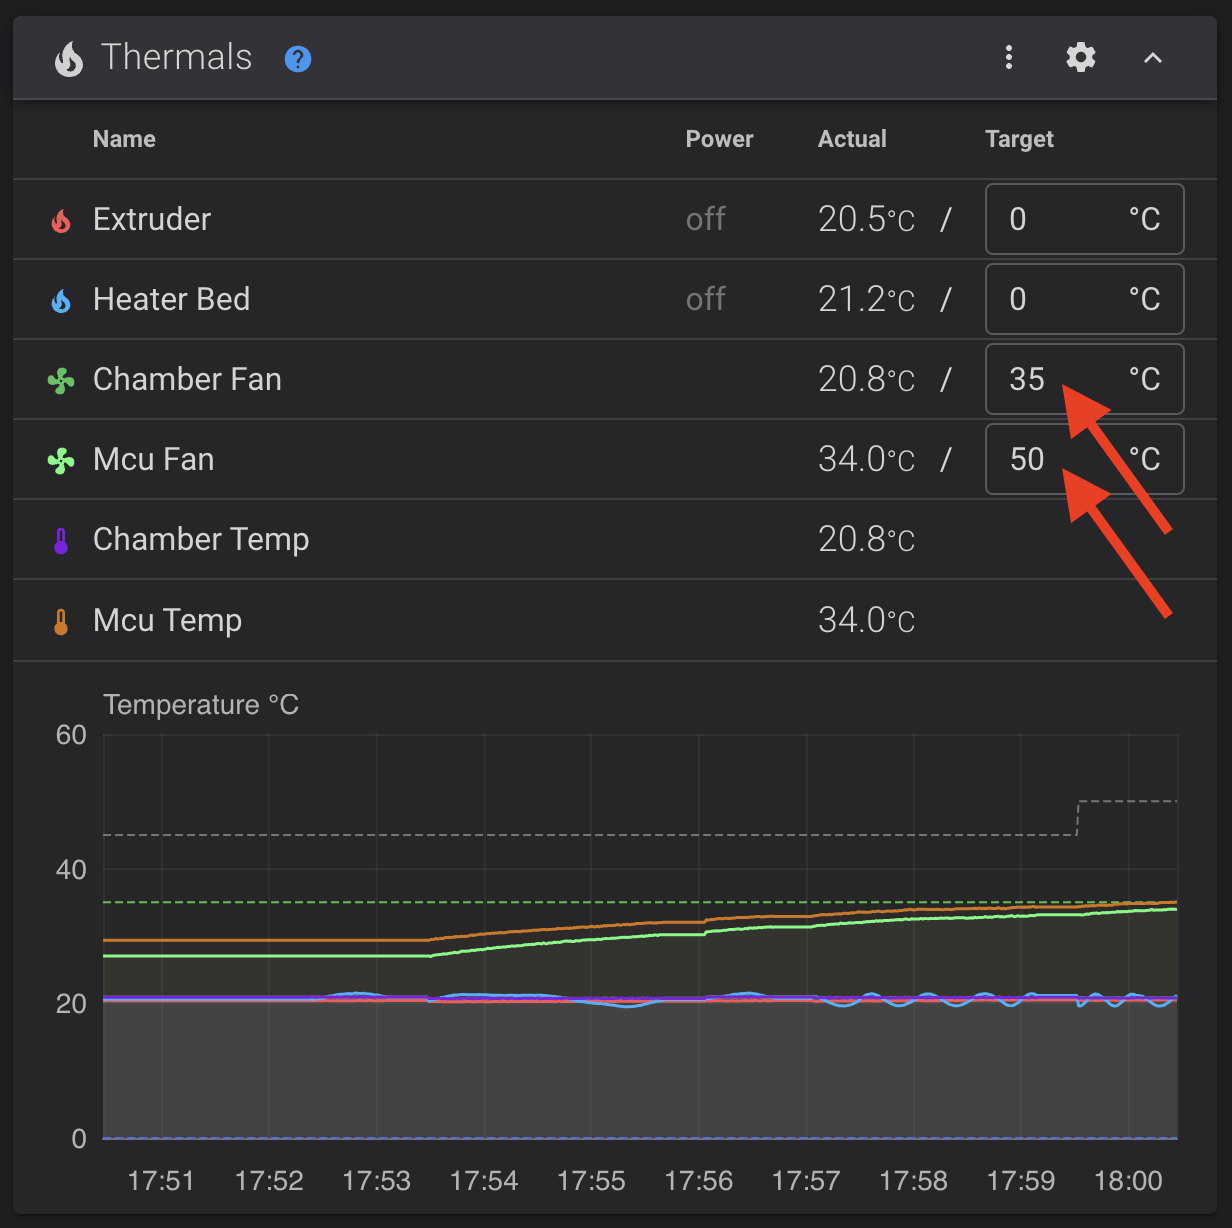 Thermals ?
Name Power Actual Target
Extruder off 20.5°C / 0 °C
Heater Bed off 21.2°C / 0 °C
Chamber Fan 20.8°C / 35 °C
Mcu Fan 34.0°C / 50 °C
Chamber Temp 20.8°C
Mcu Temp 34.0°C
Temperature °C
60
40
20
0
17:51 17:52 17:53 17:54 17:55 17:56 17:57 17:58 17:59 18:00